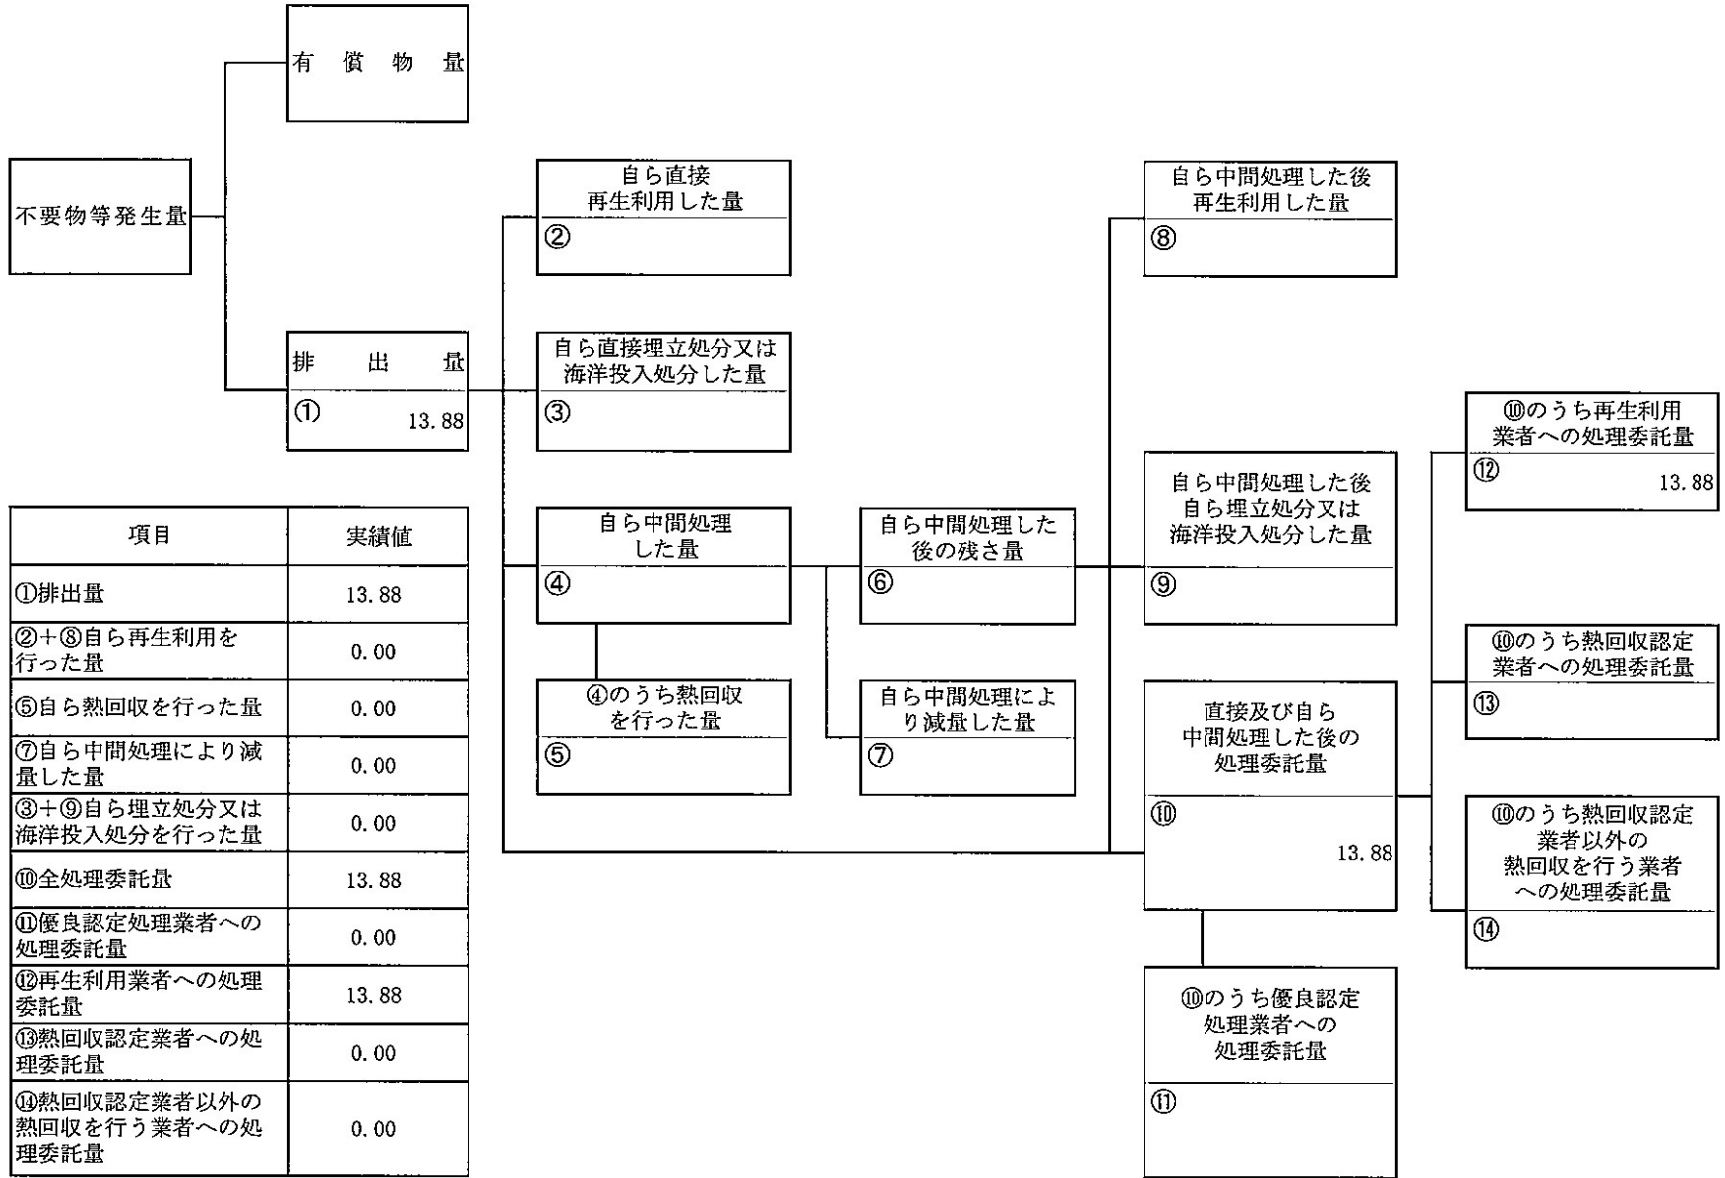 有償物量
不要物等発生量
排出量
① 13.88
自ら直接
再生利用した量
②
自ら直接埋立処分又は
海洋投入処分した量
③
自ら中間処理
した量
④
④のうち熱回収
を行った量
⑤
自ら中間処理した
後の残さ量
⑥
自ら中間処理によ
り減量した量
⑦
自ら中間処理した後
再生利用した量
⑧
自ら中間処理した後
自ら埋立処分又は
海洋投入処分した量
⑨
直接及び自ら
中間処理した後の
処理委託量
⑩
13.88
⑩のうち優良認定
処理業者への
処理委託量
⑪
⑩のうち再生利用
業者への処理委託量
⑫ 13.88
⑩のうち熱回収認定
業者への処理委託量
⑬
⑩のうち熱回収認定
業者以外の
熱回収を行う業者
への処理委託量
⑭
項目 実績値
①排出量 13.88
②＋⑧自ら再生利用を
行った量 0.00
⑤自ら熱回収を行った量 0.00
⑦自ら中間処理により減
量した量 0.00
③＋⑨自ら埋立処分又は
海洋投入処分を行った量 0.00
⑩全処理委託量 13.88
⑪優良認定処理業者への
処理委託量 0.00
⑫再生利用業者への処理
委託量 13.88
⑬熱回収認定業者への処
理委託量 0.00
⑭熱回収認定業者以外の
熱回収を行う業者への処
理委託量 0.00